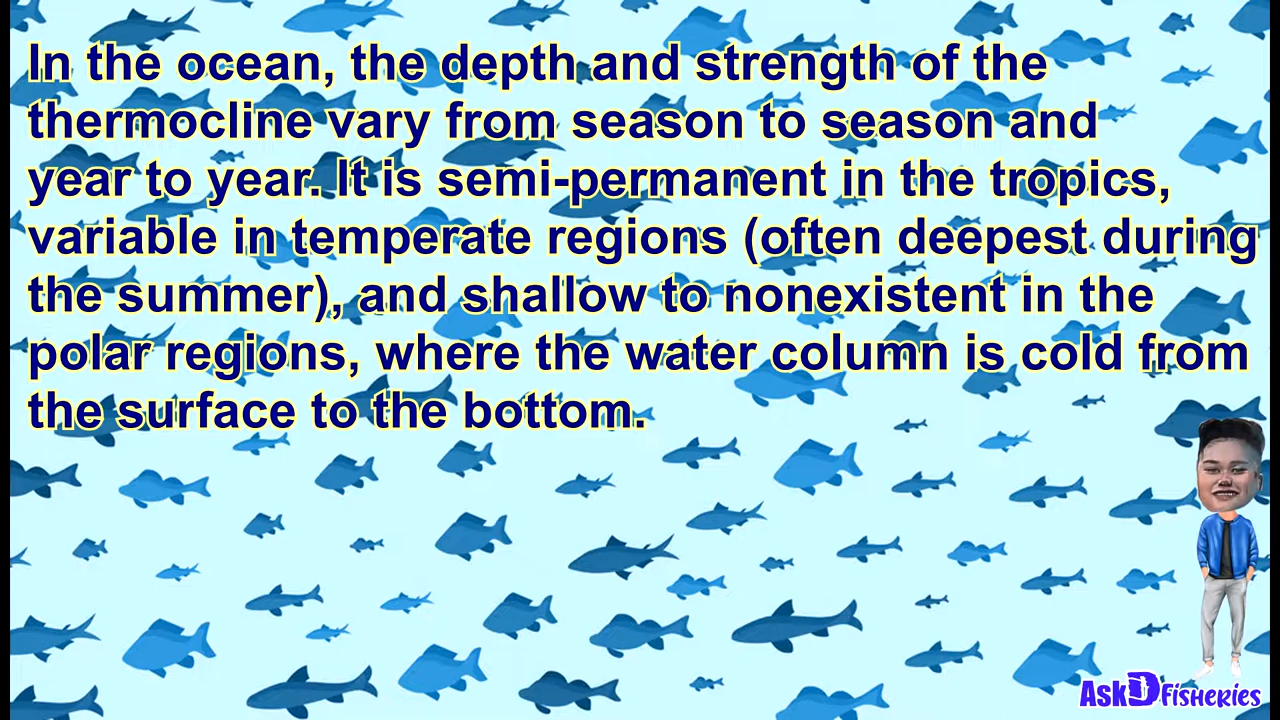 In the ocean, the depth and strength of the
thermocline vary from season to season and
year to year. It is semi-permanent in the tropics,
variable in temperate regions (often deepest during
the summer), and shallow to nonexistent in the
polar regions, where the water column is cold from
the surface to the bottom.
AskD Fisheries